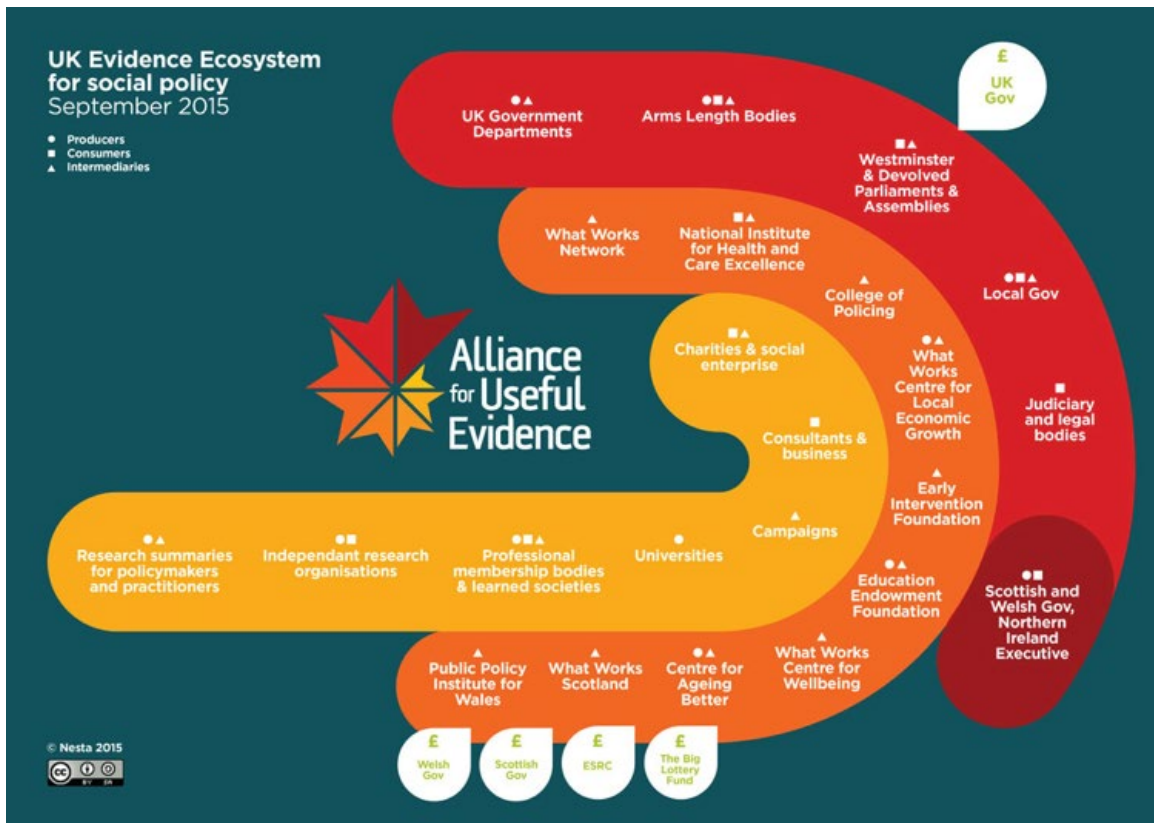 UK Evidence Ecosystem
for social policy
September 2015
Producers
Consumers
Intermediaries
UK Government
Departments
Arms Length Bodies
£
UK
Gov
Westminster
& Devolved
Parliaments &
Assemblies
What Works
Network
National Institute
for Health and
Care Excellence
College of
Policing
Local Gov
What
Works
Centre for
Local
Economic
Growth
Judiciary
and legal
bodies
Charities & social
enterprise
Consultants &
business
Early
Intervention
Foundation
Alliance
for Useful
Evidence
Campaigns
Research summaries
for policymakers
and practitioners
Independant research
organisations
Professional
membership bodies
& learned societies
Universities
Education
Endowment
Foundation
Scottish and
Welsh Gov,
Northern
Ireland
Executive
Public Policy
Institute for
Wales
What Works
Scotland
Centre for
Ageing
Better
What Works
Centre for
Wellbeing
£
Welsh
Gov
£
Scottish
Gov
£
ESRC
£
The Big
Lottery
Fund
© Nesta 2015
cc
BY